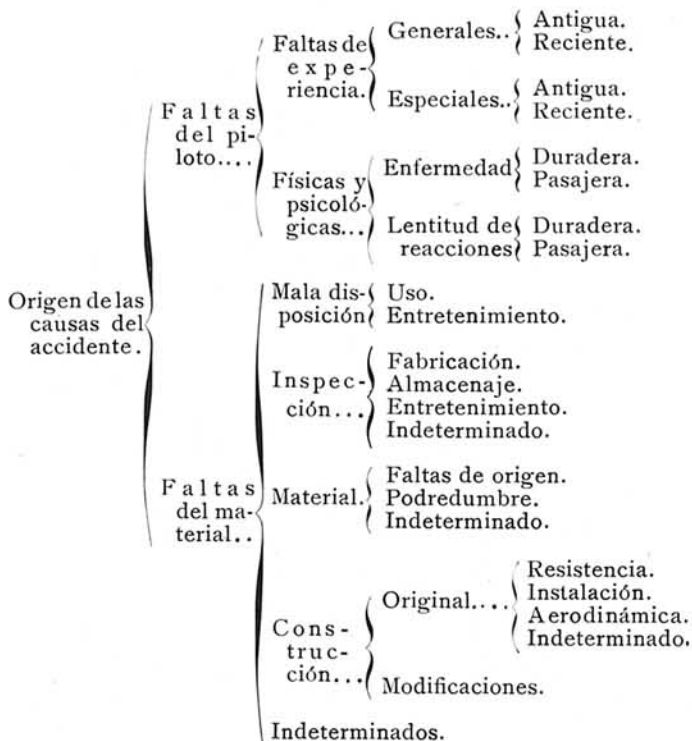 Origen de las
causas del
accidente.
Faltas
del pi-
loto....
Faltas de
expe-
riencia.
Generales..
Antigua.
Reciente.
Especiales..
Antigua.
Reciente.
Físicas y
psicoló-
gicas...
Enfermedad
Duradera.
Pasajera.
Lentitud de
reacciones
Duradera.
Pasajera.
Faltas
del ma-
terial..
Mala dis-
posición
Uso.
Entretenimiento.
Inspec-
ción...
Fabricación.
Almacenaje.
Entretenimiento.
Indeterminado.
Material.
Faltas de origen.
Podredumbre.
Indeterminado.
Cons-
truc-
ción...
Original....
Resistencia.
Instalación.
Aerodinámica.
Indeterminado.
Modificaciones.
Indeterminados.